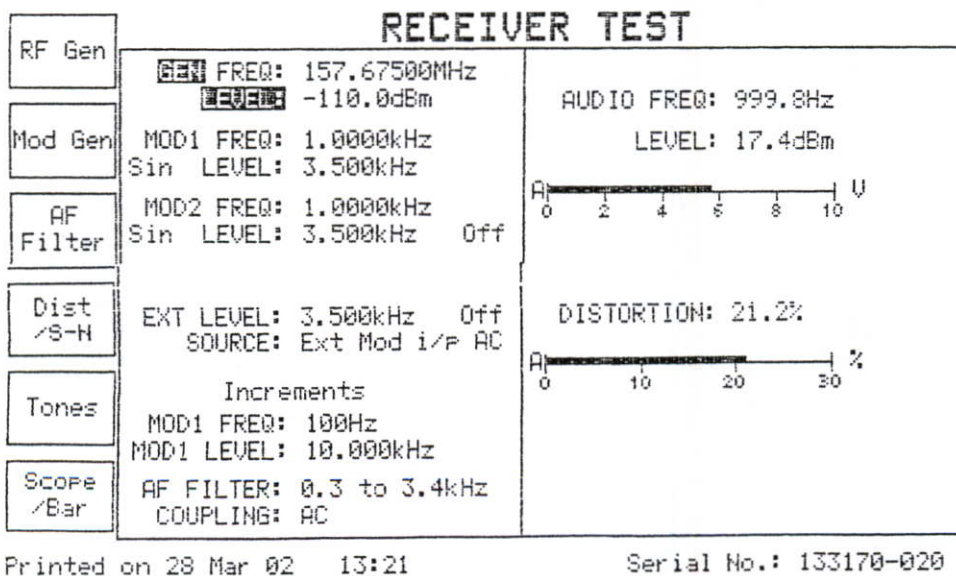 RECEIVER TEST
RF Gen
Mod Gen
AF
Filter
Dist
/S-N
Tones
Scope
/Bar
GEN FREQ: 157.67500MHz
LEVEL: -110.0dBm
MOD1 FREQ: 1.0000kHz
Sin LEVEL: 3.500kHz
MOD2 FREQ: 1.0000kHz
Sin LEVEL: 3.500kHz Off
EXT LEVEL: 3.500kHz Off
SOURCE: Ext Mod i/p AC
Increments
MOD1 FREQ: 100Hz
MOD1 LEVEL: 10.000kHz
AF FILTER: 0.3 to 3.4kHz
COUPLING: AC
AUDIO FREQ: 999.8Hz
LEVEL: 17.4dBm
A V
0 2 4 6 8 10
DISTORTION: 21.2%
A %
0 10 20 30
Printed on 28 Mar 02 13:21
Serial No.: 133170-020